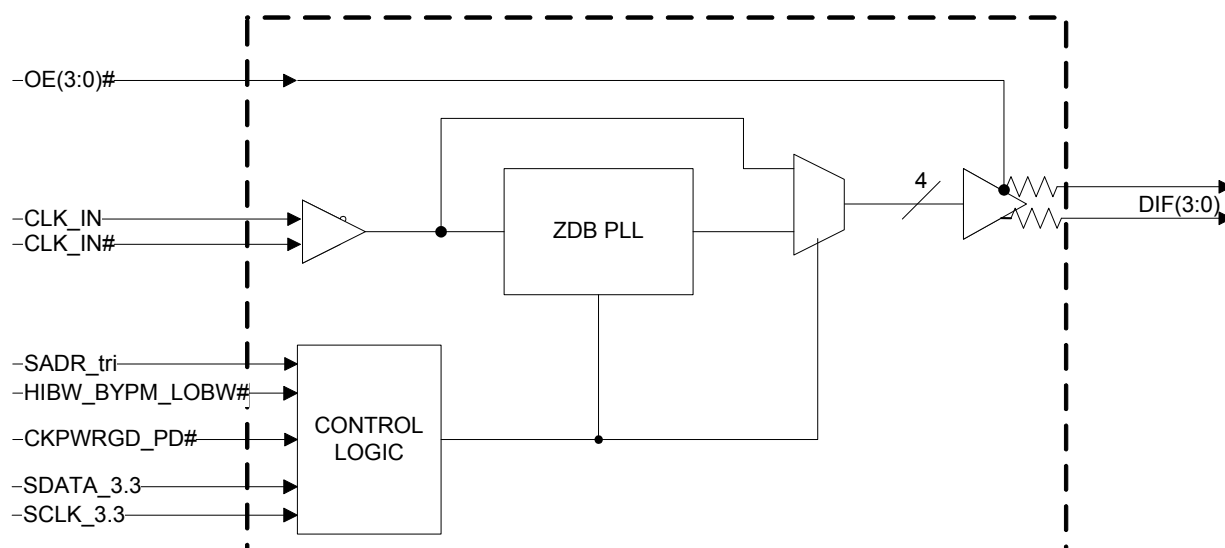 OE(3:0)#
4
CLK_IN
CLK_IN#
ZDB PLL
DIF(3:0)
SADR_tri
HIBW_BYPM_LOBW#
CKPWRGD_PD#
SDATA_3.3
SCLK_3.3
CONTROL
LOGIC